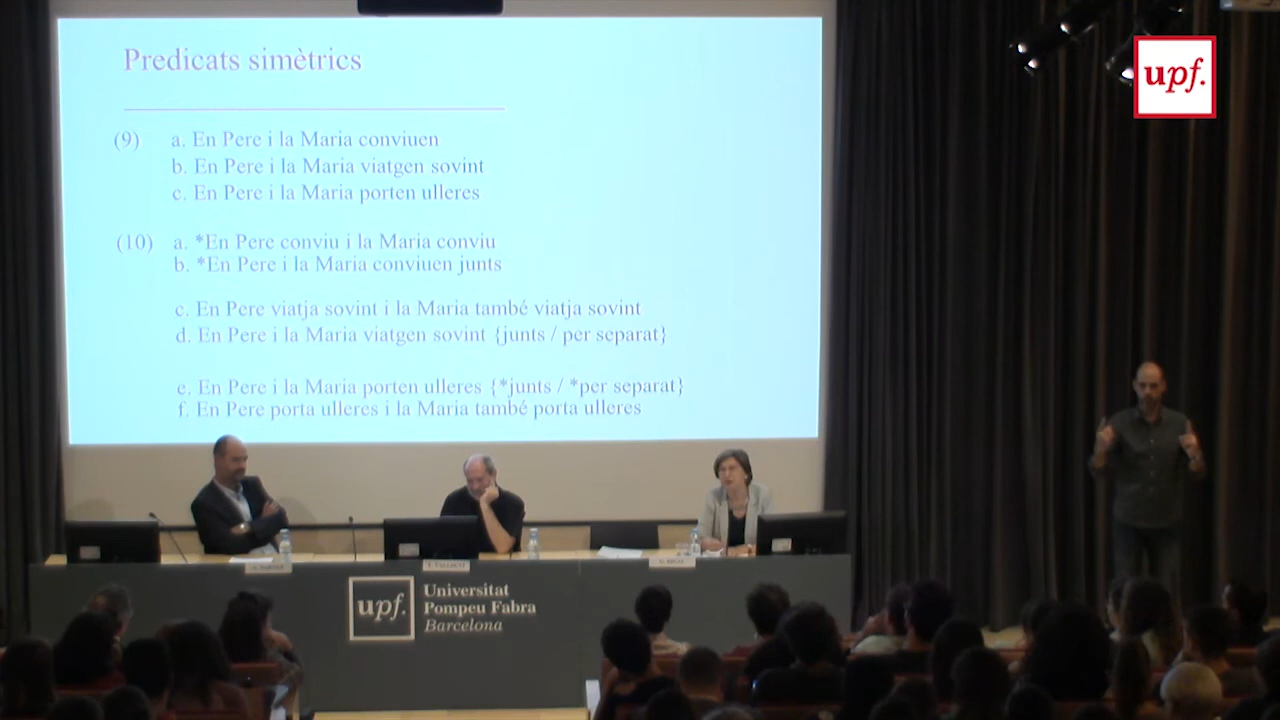 Predicats simètrics
(9) a. En Pere i la Maria conviuen
b. En Pere i la Maria viatgen sovint
c. En Pere i la Maria porten ulleres
(10) a. *En Pere conviu i la Maria conviu
b. *En Pere i la Maria conviuen junts
c. En Pere viatja sovint i la Maria també viatja sovint
d. En Pere i la Maria viatgen sovint {junts / per separat}
e. En Pere i la Maria porten ulleres {*junts / *per separat}
f. En Pere porta ulleres i la Maria també porta ulleres
upf.
upf.
Universitat
Pompeu Fabra
Barcelona